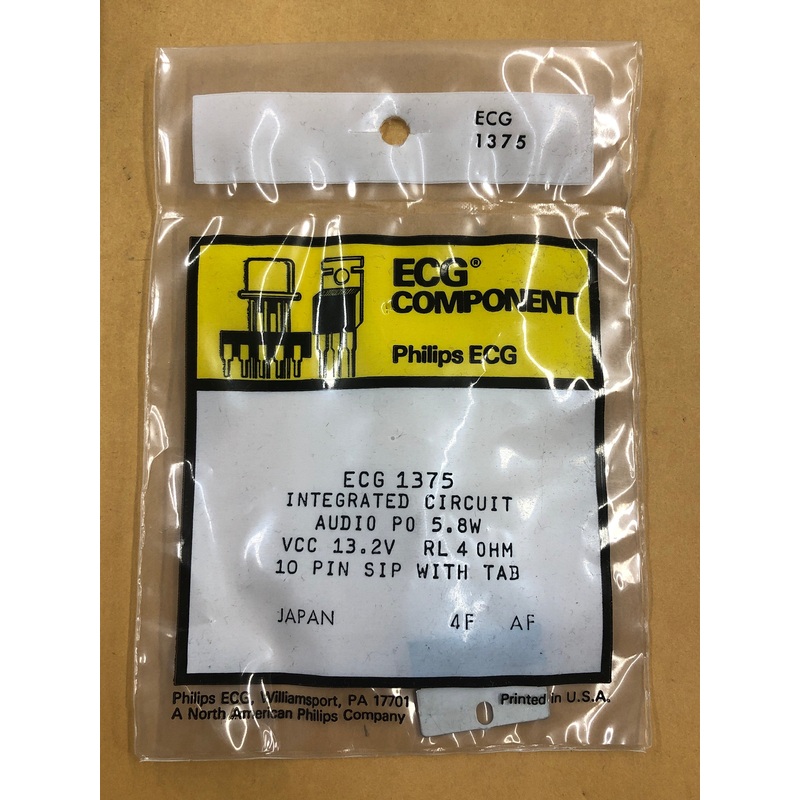 ECG
1375
ECG®
COMPONENT
Philips ECG
ECG 1375
INTEGRATED CIRCUIT
AUDIO PO 5.8W
VCC 13.2V RL 4 OHM
10 PIN SIP WITH TAB
JAPAN 4F AF
Philips ECG, Williamsport, PA 17701 Printed in U.S.A.
A North American Philips Company